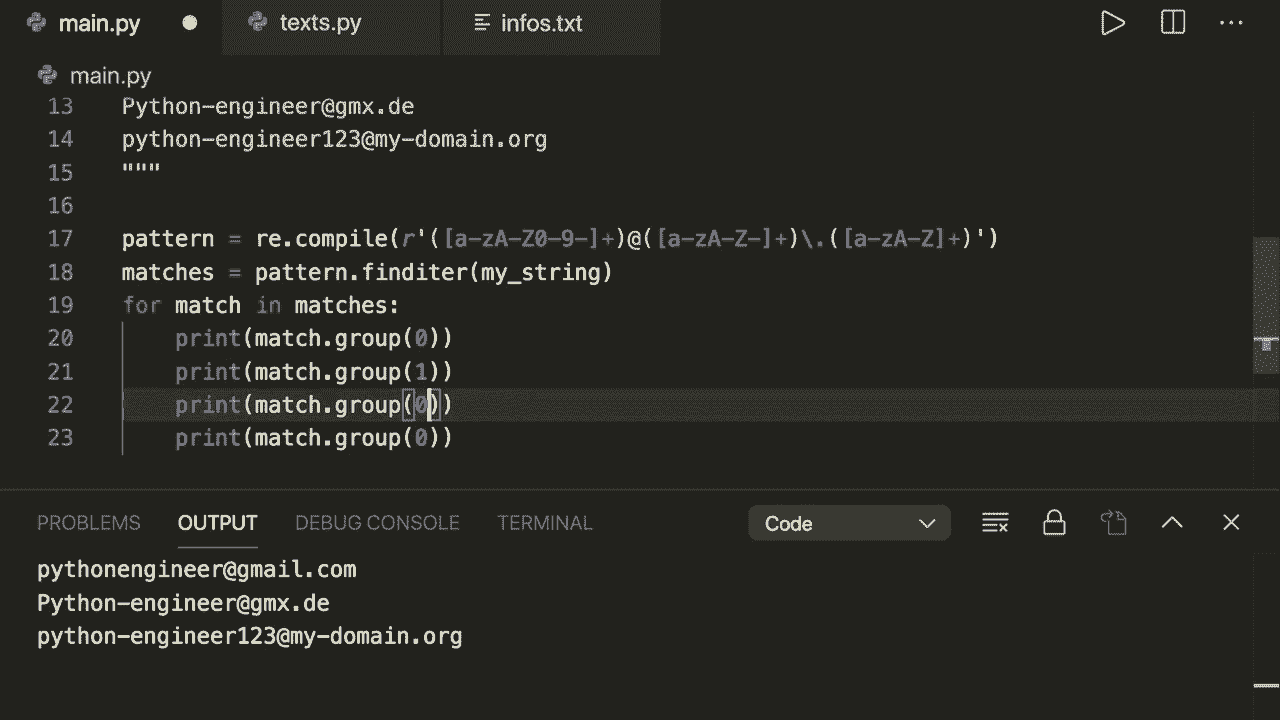 main.py texts.py infos.txt ...
main.py
13 Python-engineer@gmx.de
14 python-engineer123@my-domain.org
15 """
16
17 pattern = re.compile(r'([a-zA-Z0-9-]+)@([a-zA-Z-]+)\.([a-zA-Z]+)')
18 matches = pattern.finditer(my_string)
19 for match in matches:
20 print(match.group(0))
21 print(match.group(1))
22 print(match.group(0))
23 print(match.group(0))
PROBLEMS OUTPUT DEBUG CONSOLE TERMINAL Code
pythonengineer@gmail.com
Python-engineer@gmx.de
python-engineer123@my-domain.org